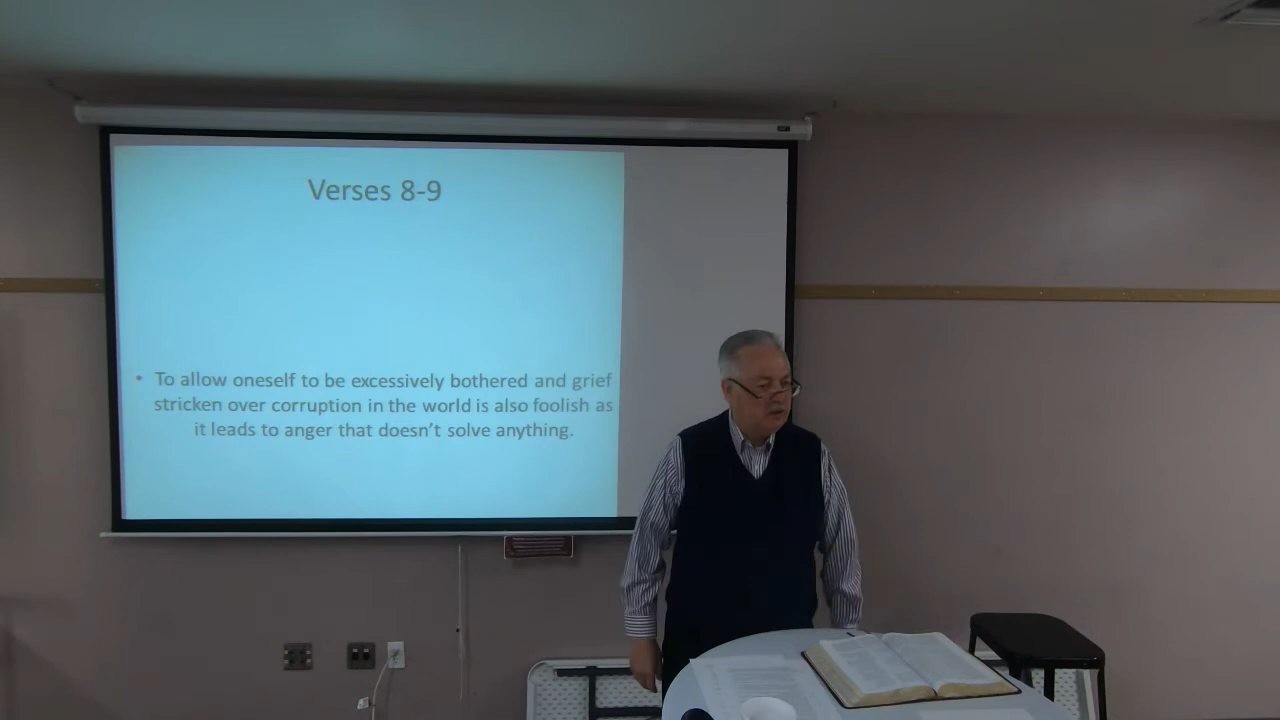 Verses 8-9
• To allow oneself to be excessively bothered and grief
stricken over corruption in the world is also foolish as
it leads to anger that doesn't solve anything.